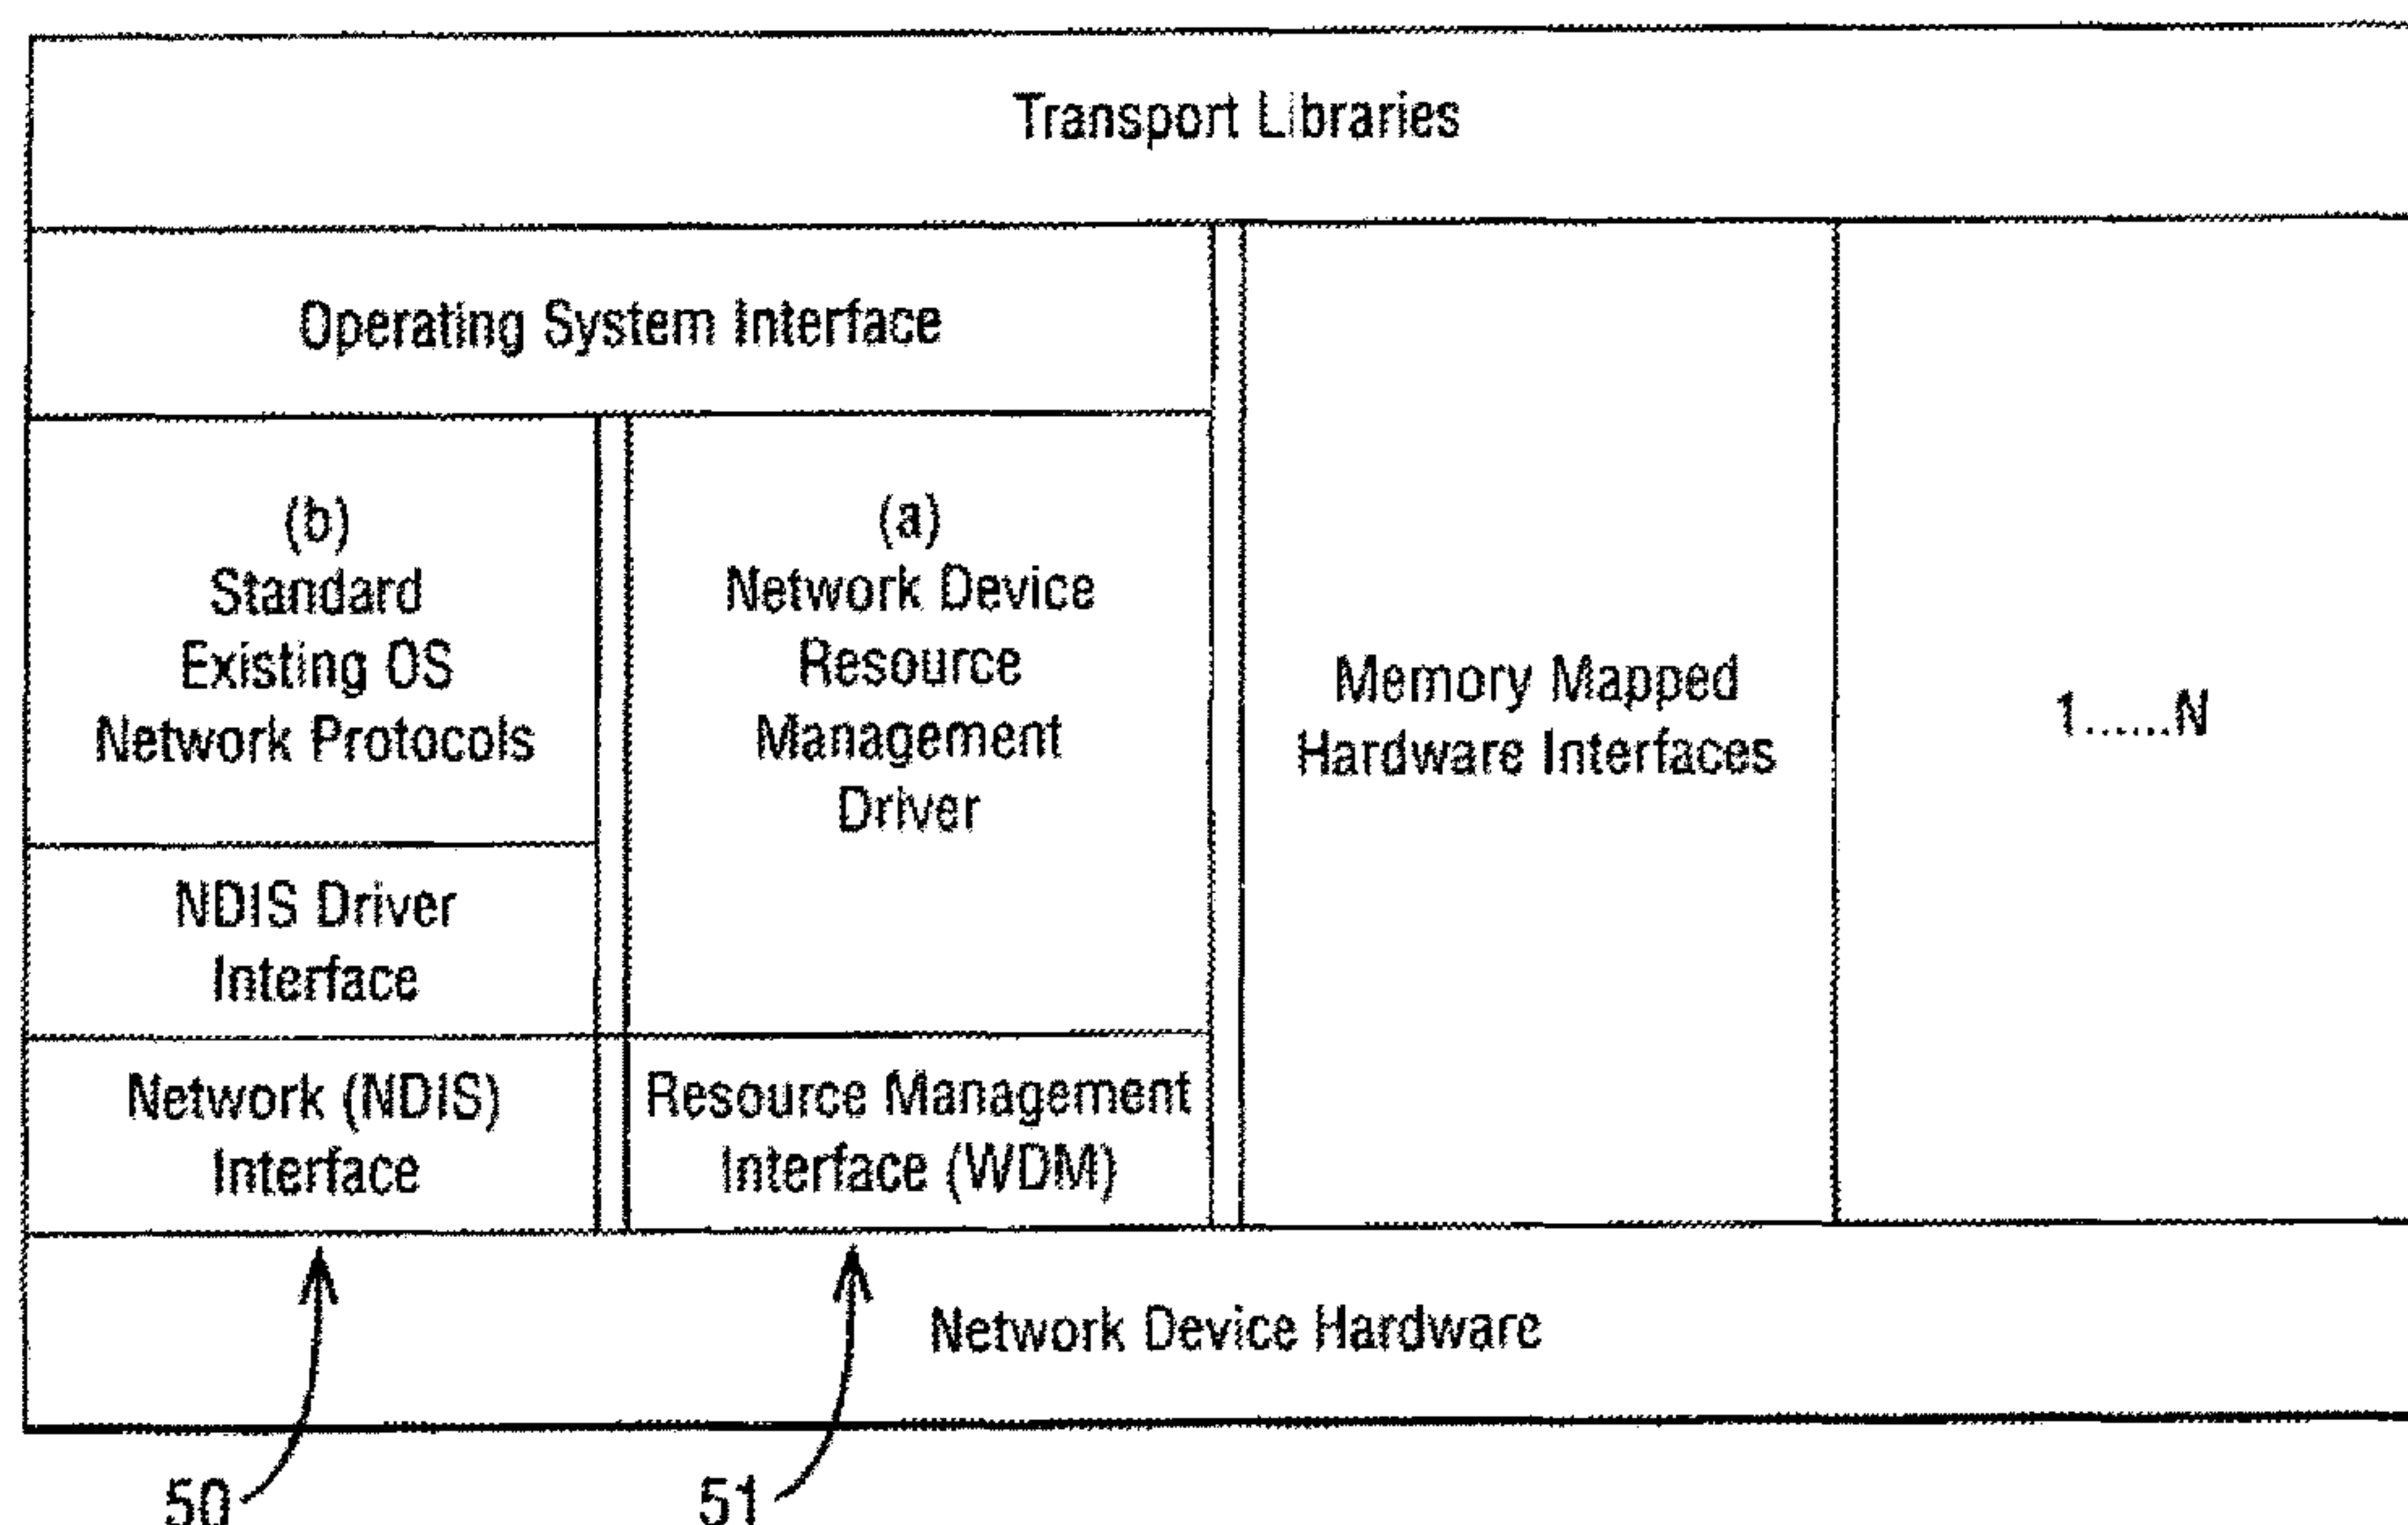 Transport Libraries
Operating System Interface
(b)
Standard
Existing OS
Network Protocols
(a)
Network Device
Resource
Management
Driver
Memory Mapped
Hardware Interfaces
1......N
NDIS Driver
Interface
Network (NDIS)
Interface
Resource Management
Interface (WDM)
Network Device Hardware
50
51